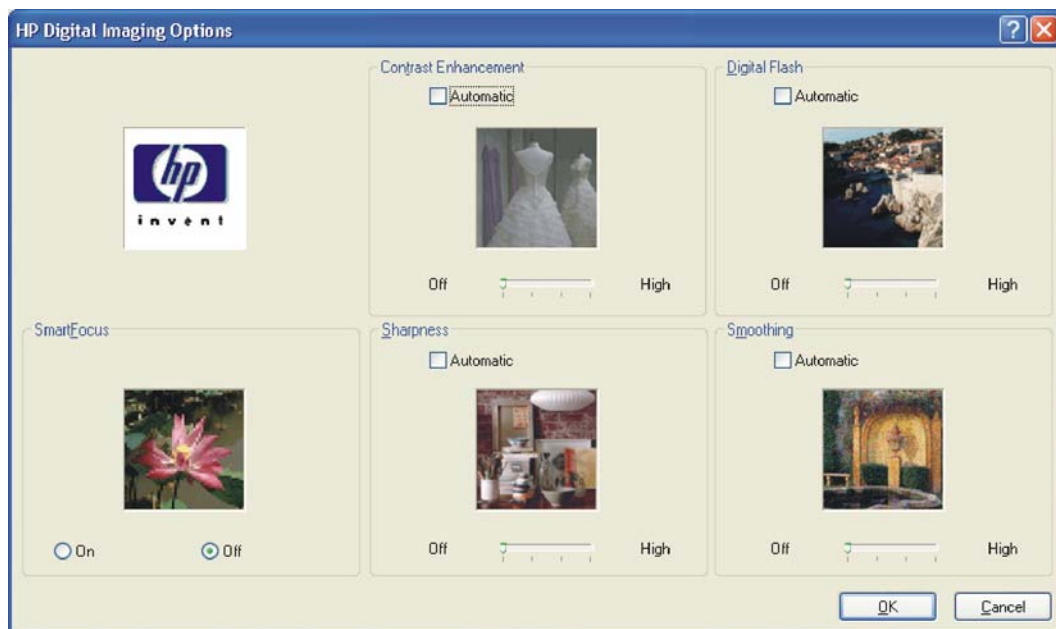 HP Digital Imaging Options
hp
invent
Contrast Enhancement
Automatic
Off High
Digital Flash
Automatic
Off High
SmartFocus
On Off
Sharpness
Automatic
Off High
Smoothing
Automatic
Off High
OK Cancel